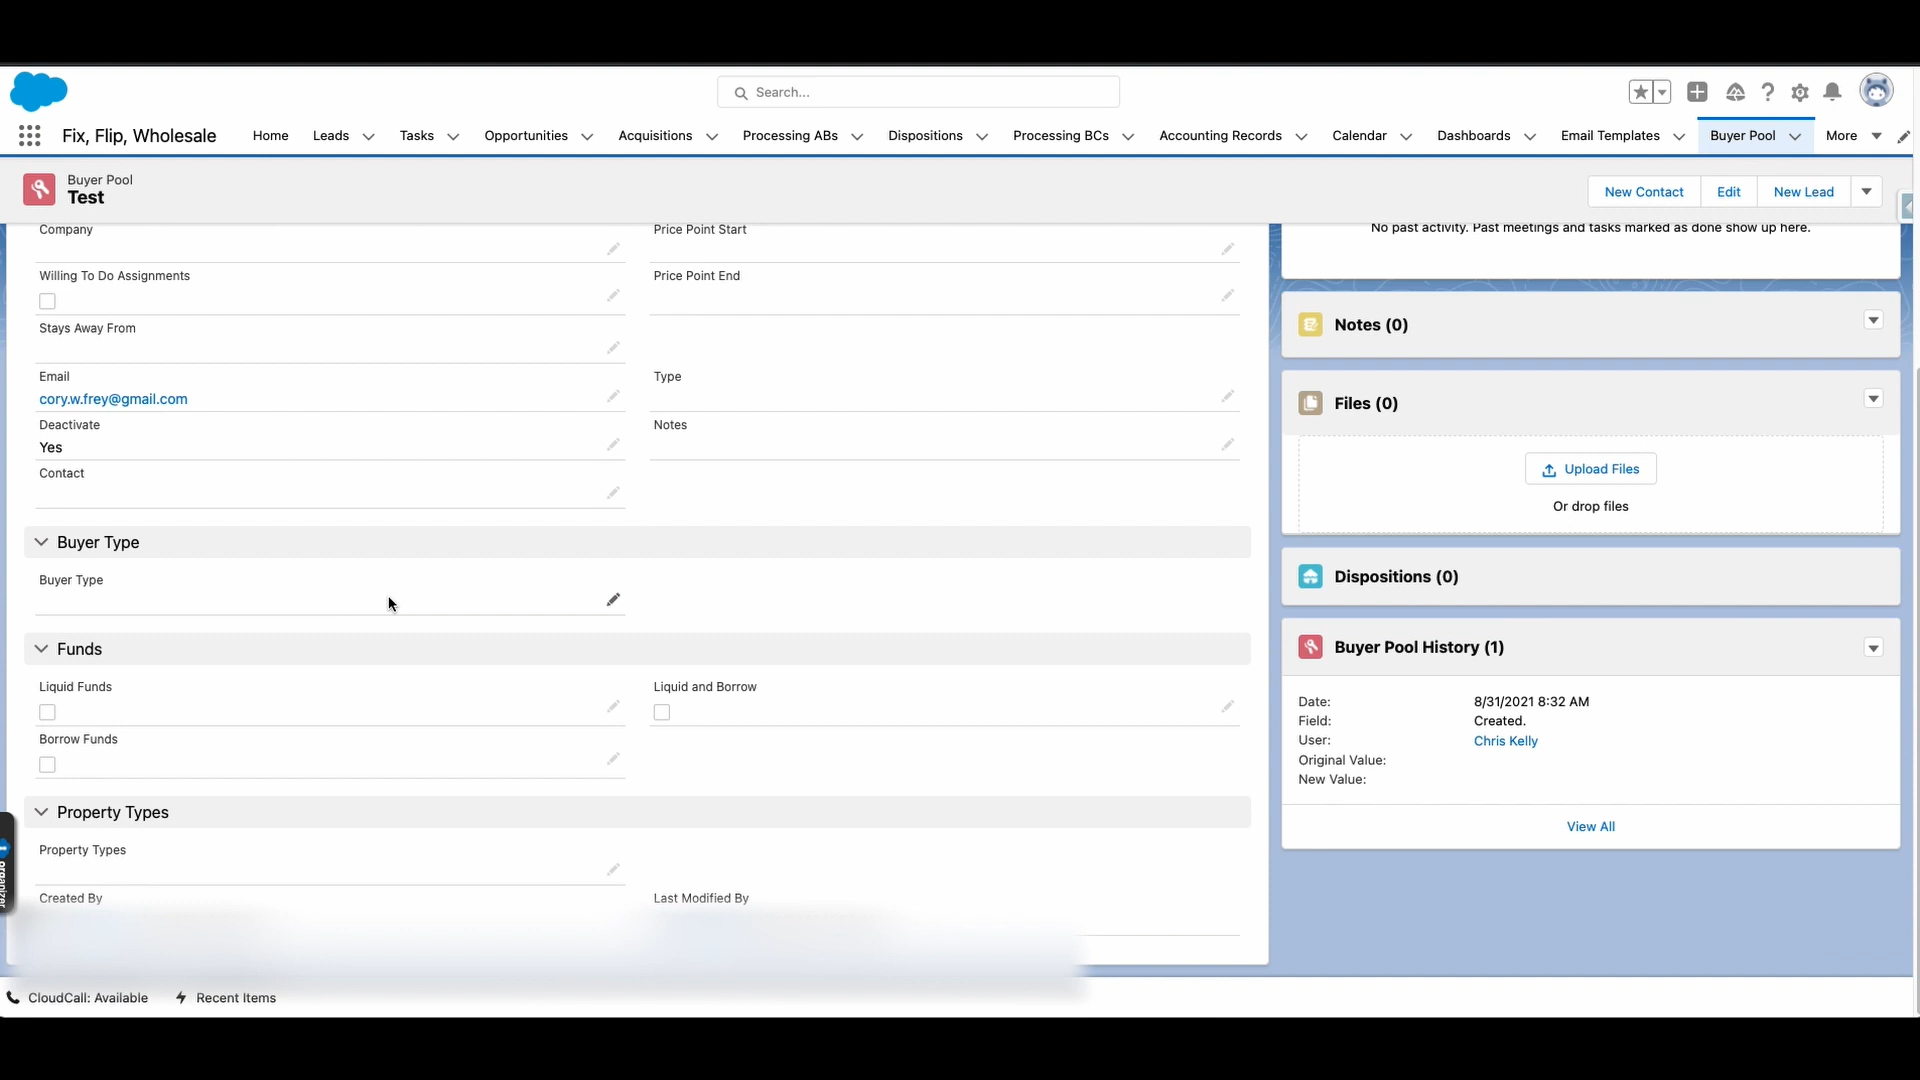 Search...
Fix, Flip, Wholesale
Home
Leads
Tasks
Opportunities
Acquisitions
Processing ABs
Dispositions
Processing BCs
Accounting Records
Calendar
Dashboards
Email Templates
Buyer Pool
More
Buyer Pool
Test
New Contact
Edit
New Lead
Company
Price Point Start
Willing To Do Assignments
Price Point End
Stays Away From
Email
cory.w.frey@gmail.com
Type
Deactivate
Yes
Notes
Contact
Buyer Type
Buyer Type
Funds
Liquid Funds
Liquid and Borrow
Borrow Funds
Property Types
Property Types
Created By
Last Modified By
No past activity. Past meetings and tasks marked as done show up here.
Notes (0)
Files (0)
Upload Files
Or drop files
Dispositions (0)
Buyer Pool History (1)
Date: 8/31/2021 8:32 AM
Field: Created.
User: Chris Kelly
Original Value:
New Value:
View All
organizer
CloudCall: Available
Recent Items